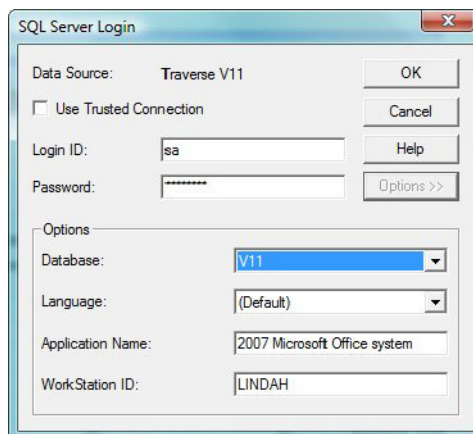 SQL Server Login
Data Source: Traverse V11 OK
Use Trusted Connection Cancel
Login ID: sa Help
Password: ******** Options >>
Options
Database: V11
Language: (Default)
Application Name: 2007 Microsoft Office system
WorkStation ID: LINDAH